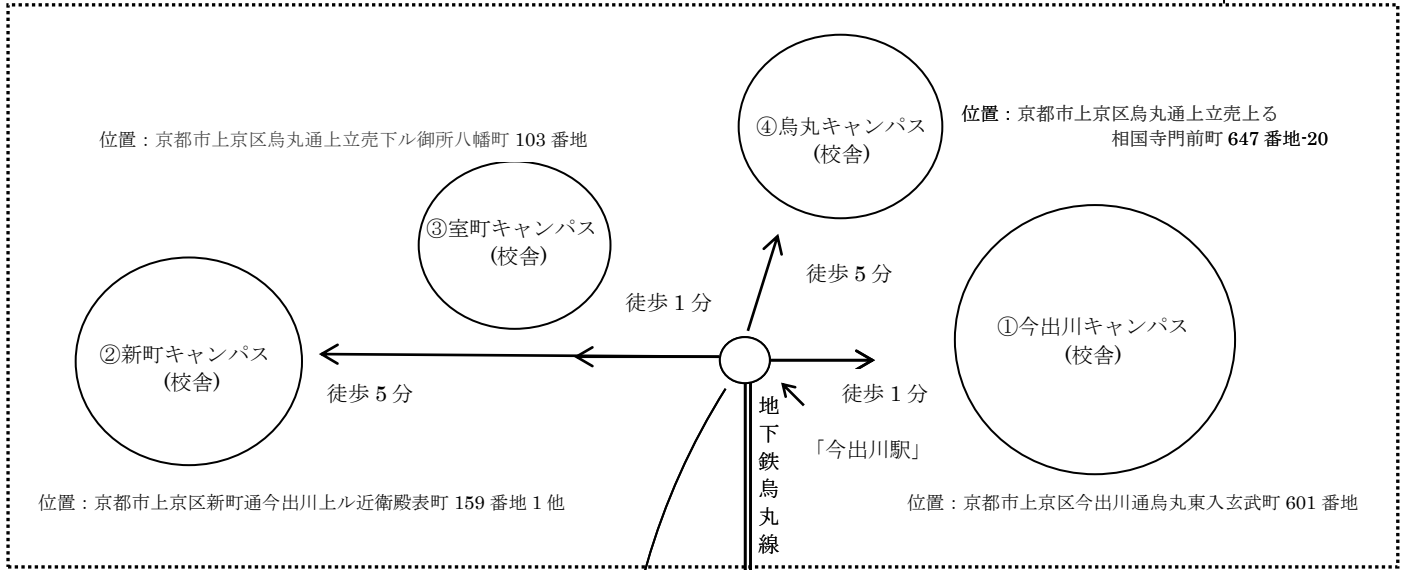 ④烏丸キャンパス
(校舎)
位置：京都市上京区烏丸通上立売上る
相国寺門前町 647 番地-20
位置：京都市上京区烏丸通上立売下ル御所八幡町 103 番地
③室町キャンパス
(校舎)
徒歩 5 分
徒歩 1 分
①今出川キャンパス
(校舎)
②新町キャンパス
(校舎)
徒歩 5 分
徒歩 1 分
地下鉄烏丸線
「今出川駅」
位置：京都市上京区新町通今出川上ル近衛殿表町 159 番地 1 他
位置：京都市上京区今出川通烏丸東入玄武町 601 番地